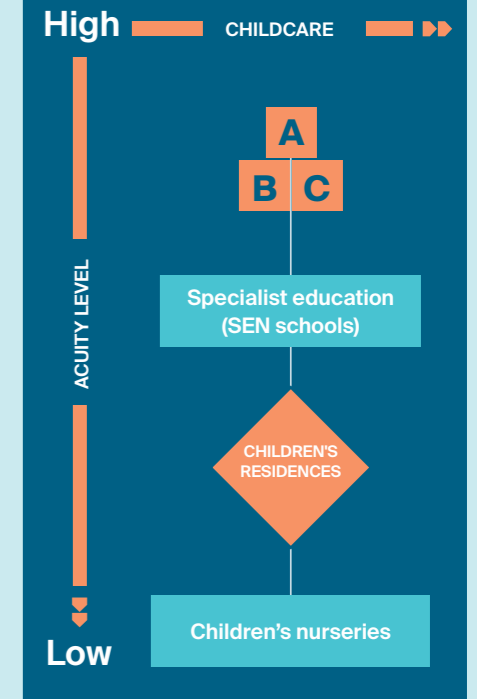 High
CHILDCARE
A
B C
ACUITY LEVEL
Specialist education
(SEN schools)
CHILDREN'S
RESIDENCES
Children’s nurseries
Low